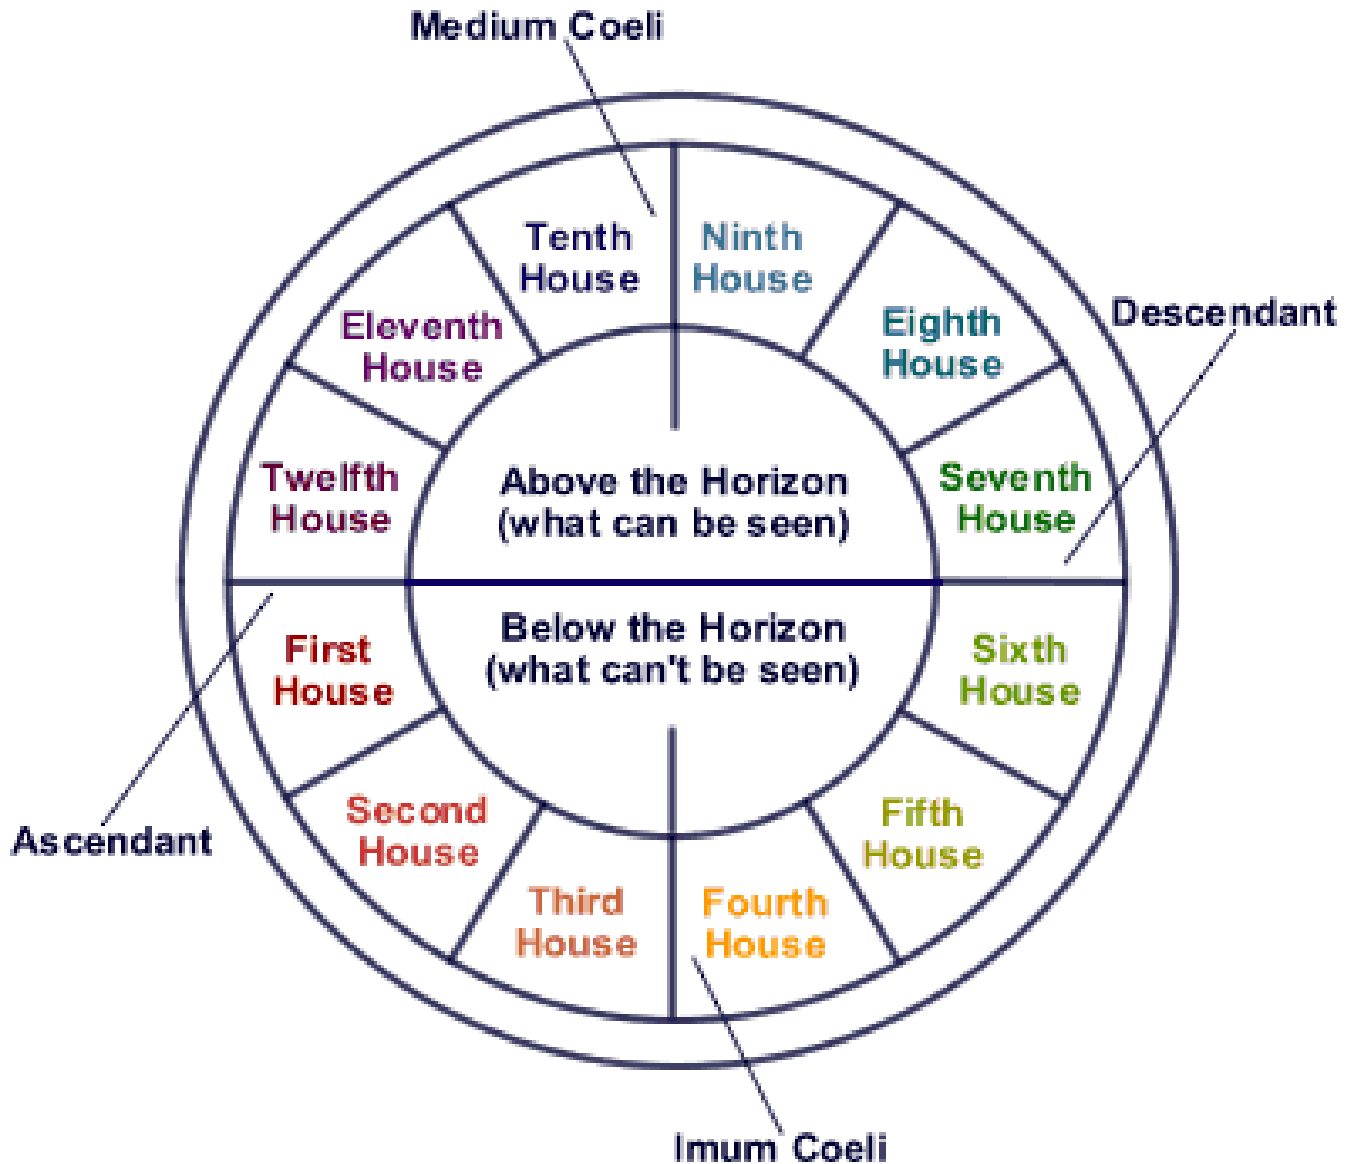 Medium Coeli
Tenth
House
Ninth
House
Eleventh
House
Eighth
House
Descendant
Twelfth
House
Above the Horizon
(what can be seen)
Seventh
House
First
House
Below the Horizon
(what can't be seen)
Sixth
House
Ascendant
Second
House
Fifth
House
Third
House
Fourth
House
Imum Coeli